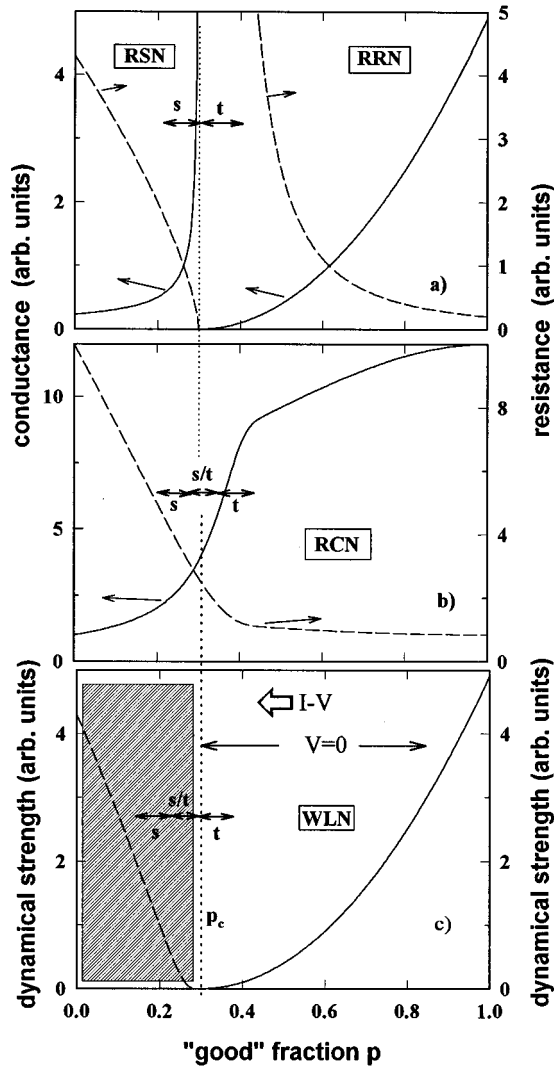 conductance (arb. units)
resistance (arb. units)
dynamical strength (arb. units)
dynamical strength (arb. units)
5
4
3
2
1
0
4
2
0
RSN
RRN
s
t
a)
10
5
0
8
4
0
s/t
s
t
RCN
b)
4
2
0
4
2
0
I-V
V=0
s/t
s
t
WLN
p_c
c)
0.0 0.2 0.4 0.6 0.8 1.0
"good" fraction p